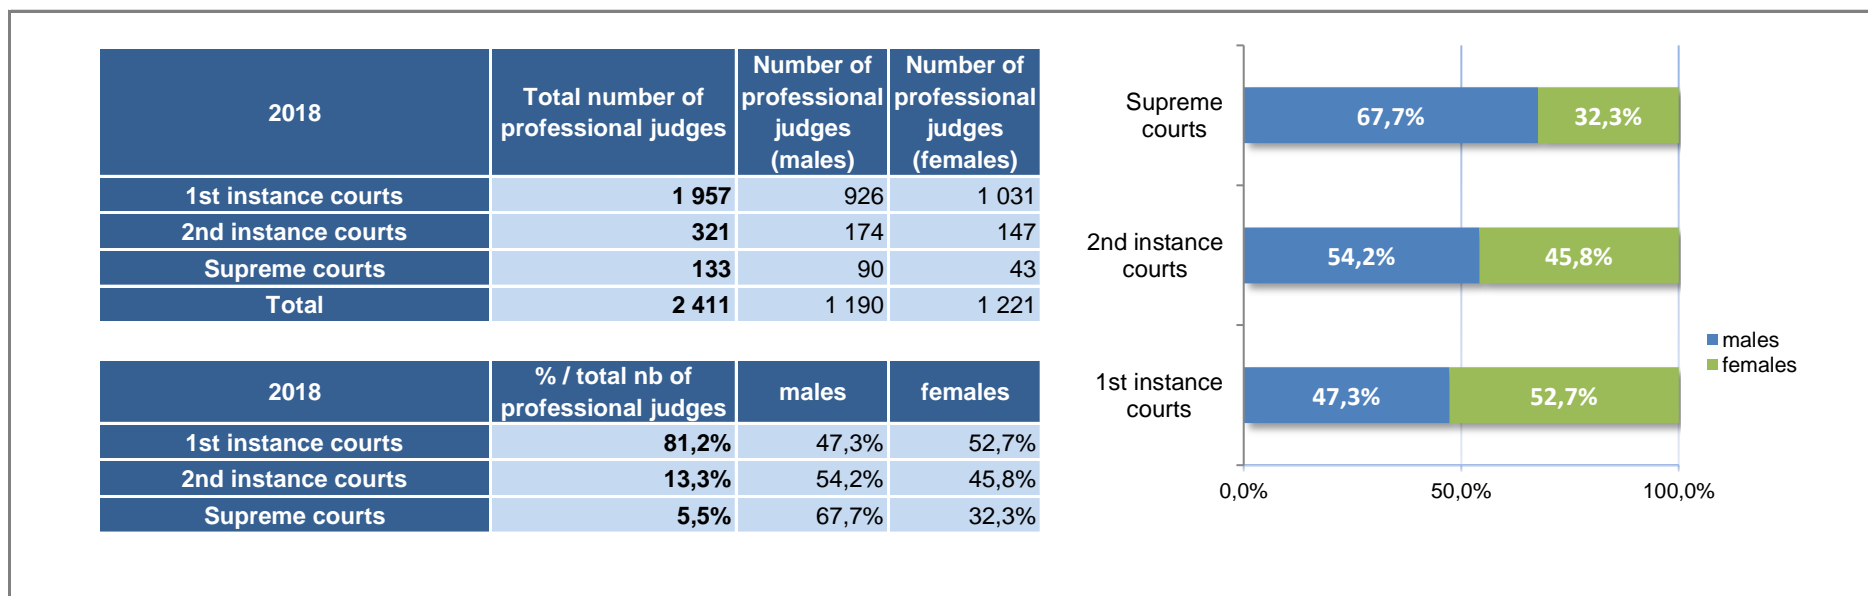 2018
Total number of
professional judges
Number of
professional
judges
(males)
Number of
professional
judges
(females)
1st instance courts 1 957 926 1 031
2nd instance courts 321 174 147
Supreme courts 133 90 43
Total 2 411 1 190 1 221
2018
% / total nb of
professional judges
males
females
1st instance courts 81,2% 47,3% 52,7%
2nd instance courts 13,3% 54,2% 45,8%
Supreme courts 5,5% 67,7% 32,3%
Supreme
courts
67,7% 32,3%
2nd instance
courts
54,2% 45,8%
1st instance
courts
47,3% 52,7%
0,0% 50,0% 100,0%
males
females